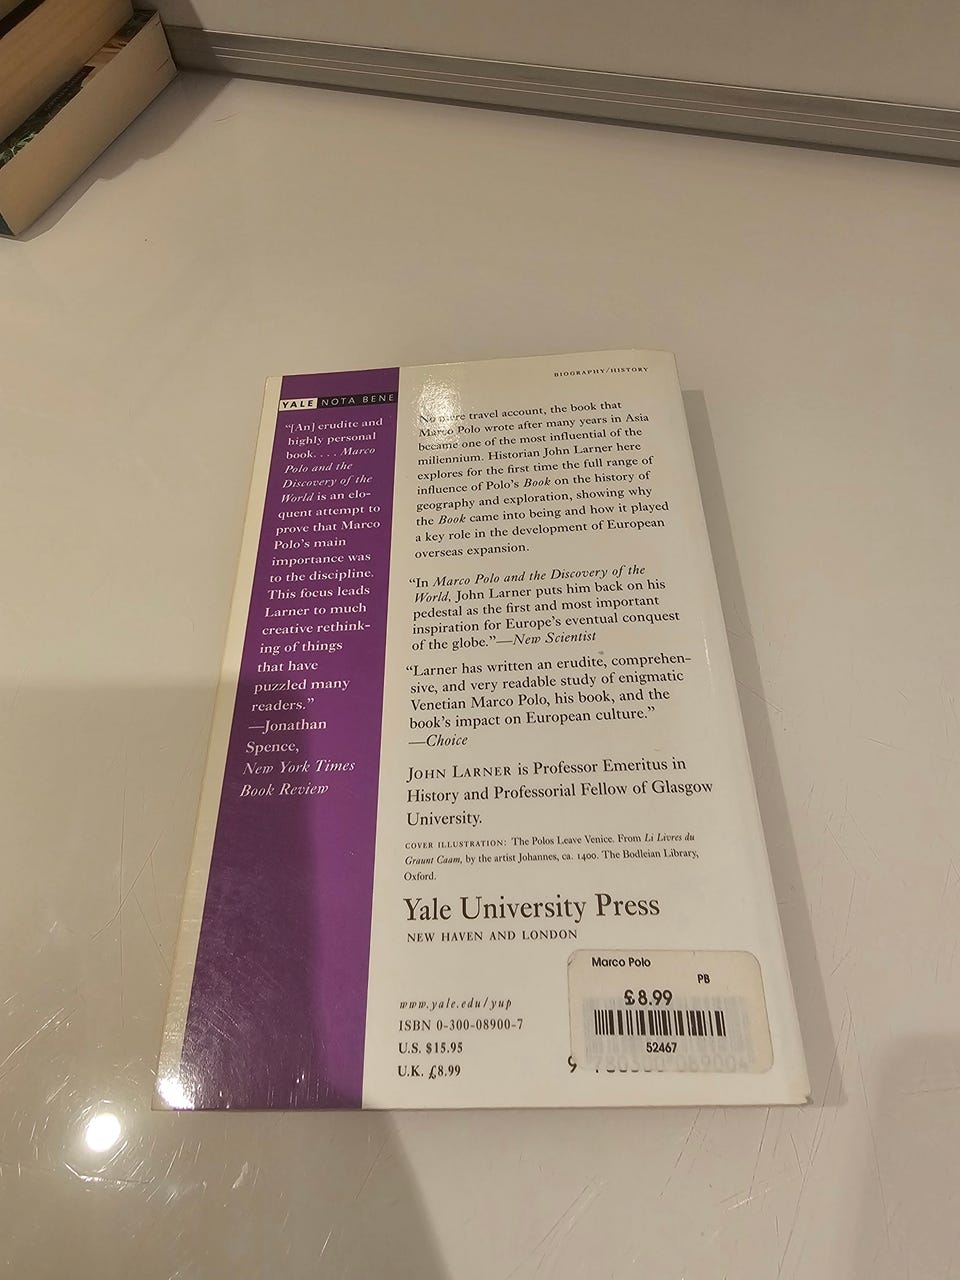 BIOGRAPHY/HISTORY
YALE NOTA BENE
“[An] erudite and
highly personal
book. . . . Marco
Polo and the
Discovery of the
World is an elo-
quent attempt to
prove that Marco
Polo's main
importance was
to the discipline.
This focus leads
Larner to much
creative rethink-
ing of things
that have
puzzled many
readers.”
—Jonathan
Spence,
New York Times
Book Review
No mere travel account, the book that
Marco Polo wrote after many years in Asia
became one of the most influential of the
millennium. Historian John Larner here
explores for the first time the full range of
influence of Polo's Book on the history of
geography and exploration, showing why
the Book came into being and how it played
a key role in the development of European
overseas expansion.
“In Marco Polo and the Discovery of the
World, John Larner puts him back on his
pedestal as the first and most important
inspiration for Europe's eventual conquest
of the globe.”—New Scientist
“Larner has written an erudite, comprehen-
sive, and very readable study of enigmatic
Venetian Marco Polo, his book, and the
book's impact on European culture.”
—Choice
JOHN LARNER is Professor Emeritus in
History and Professorial Fellow of Glasgow
University.
COVER ILLUSTRATION: The Polos Leave Venice. From Li Livres du
Graunt Caam, by the artist Johannes, ca. 1400. The Bodleian Library,
Oxford.
Yale University Press
NEW HAVEN AND LONDON
www.yale.edu/yup
ISBN 0-300-08900-7
U.S. $15.95
U.K. £8.99
Marco Polo
PB
£8.99
52467
9 780300 089004